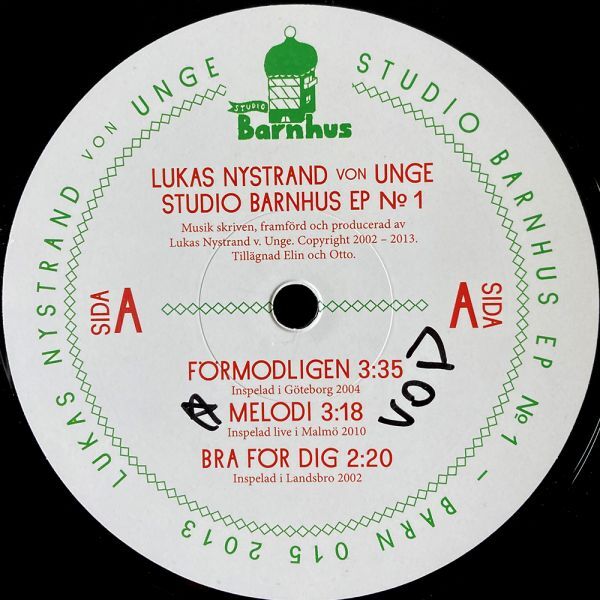 LUKAS NYSTRAND VON UNGE
STUDIO BARNHUS EP Nº 1 – BARN 015 2013
STUDIO
Barnhus
LUKAS NYSTRAND VON UNGE
STUDIO BARNHUS EP Nº 1
Musik skriven, framförd och producerad av
Lukas Nystrand v. Unge. Copyright 2002 – 2013.
Tillägnad Elin och Otto.
SIDA A
A SIDA
FÖRMODLIGEN 3:35
Inspelad i Göteborg 2004
MELODI 3:18
Inspelad live i Malmö 2010
BRA FÖR DIG 2:20
Inspelad i Landsbro 2002